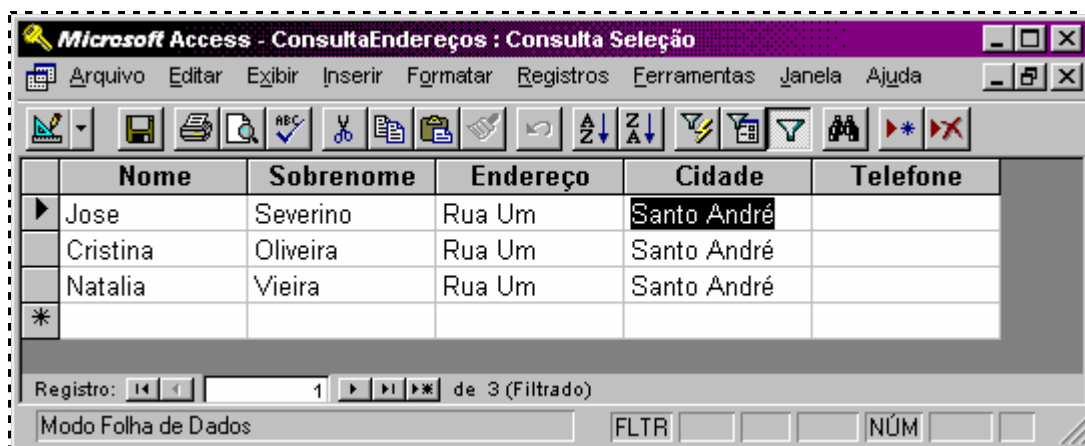 Microsoft Access - ConsultaEndereços : Consulta Seleção
Arquivo Editar Exibir Inserir Formatar Registros Ferramentas Janela Ajuda
Nome Sobrenome Endereço Cidade Telefone
Jose Severino Rua Um Santo André
Cristina Oliveira Rua Um Santo André
Natalia Vieira Rua Um Santo André
Registro: 1 de 3 (Filtrado)
Modo Folha de Dados FLTR NÚM